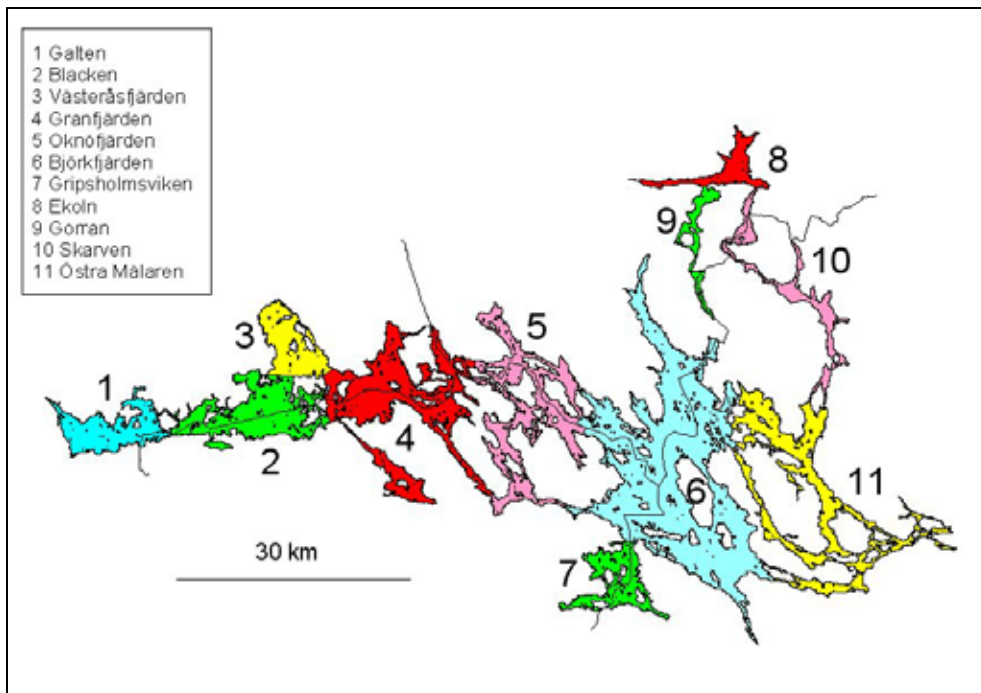 1 Galten
2 Blacken
3 Västeråsfjärden
4 Granfjärden
5 Oknöfjärden
6 Björkfjärden
7 Gripsholmsviken
8 Ekoln
9 Gorran
10 Skarven
11 Östra Mälaren
8
9
10
3
5
1
4
2
6
11
30 km
7